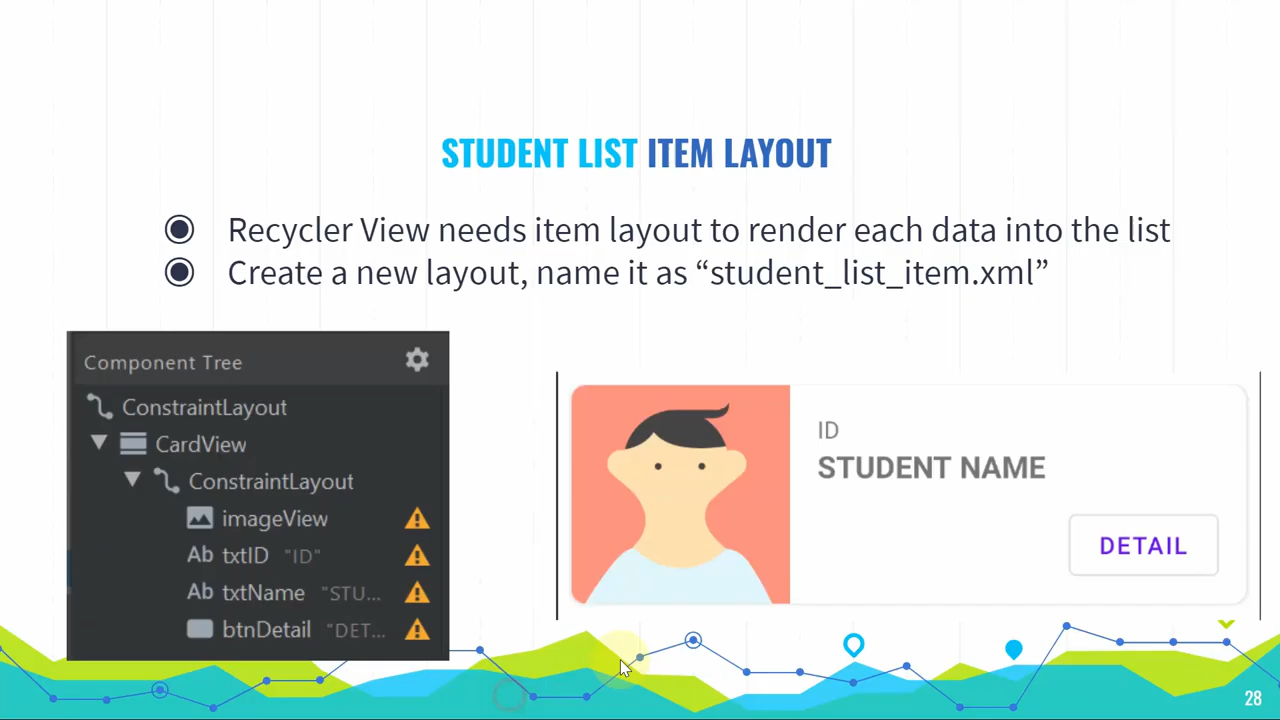 STUDENT LIST ITEM LAYOUT
Recycler View needs item layout to render each data into the list
Create a new layout, name it as “student_list_item.xml”
Component Tree
ConstraintLayout
CardView
ConstraintLayout
imageView
Ab txtID "ID"
Ab txtName "STU...
btnDetail "DET...
ID
STUDENT NAME
DETAIL
28